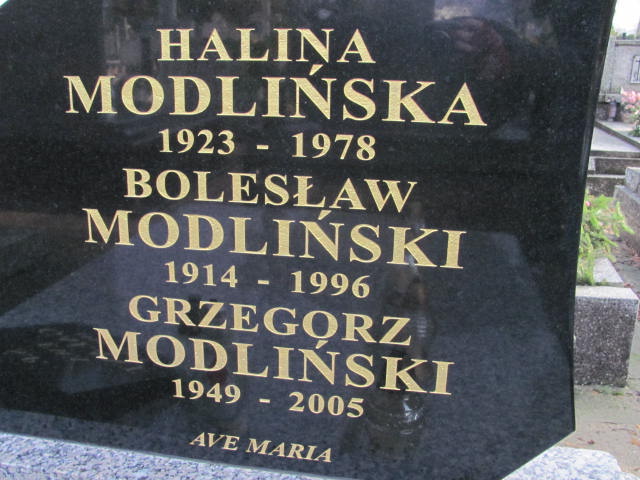 HALINA
MODLIŃSKA
1923 - 1978
BOLESŁAW
MODLIŃSKI
1914 - 1996
GRZEGORZ
MODLIŃSKI
1949 - 2005
AVE MARIA